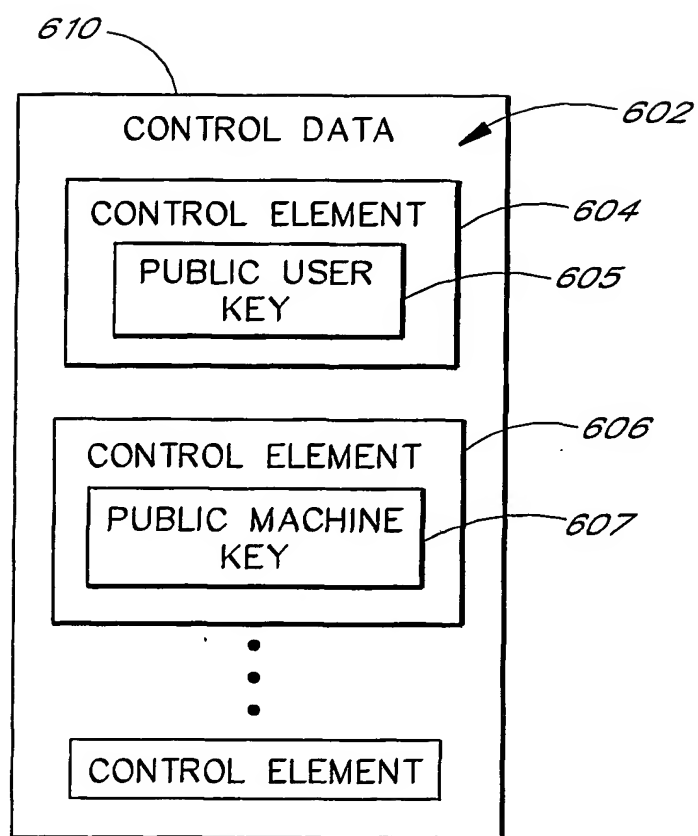 610
CONTROL DATA
602
CONTROL ELEMENT
604
PUBLIC USER
KEY
605
CONTROL ELEMENT
606
PUBLIC MACHINE
KEY
607
CONTROL ELEMENT